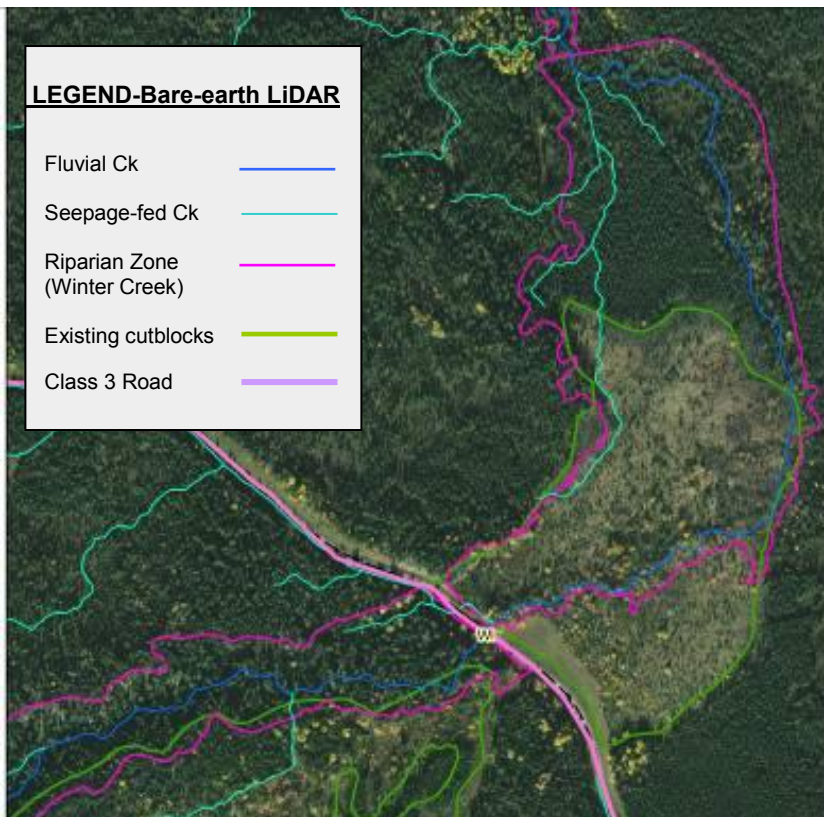 LEGEND-Bare-earth LiDAR
Fluvial Ck
Seepage-fed Ck
Riparian Zone
(Winter Creek)
Existing cutblocks
Class 3 Road